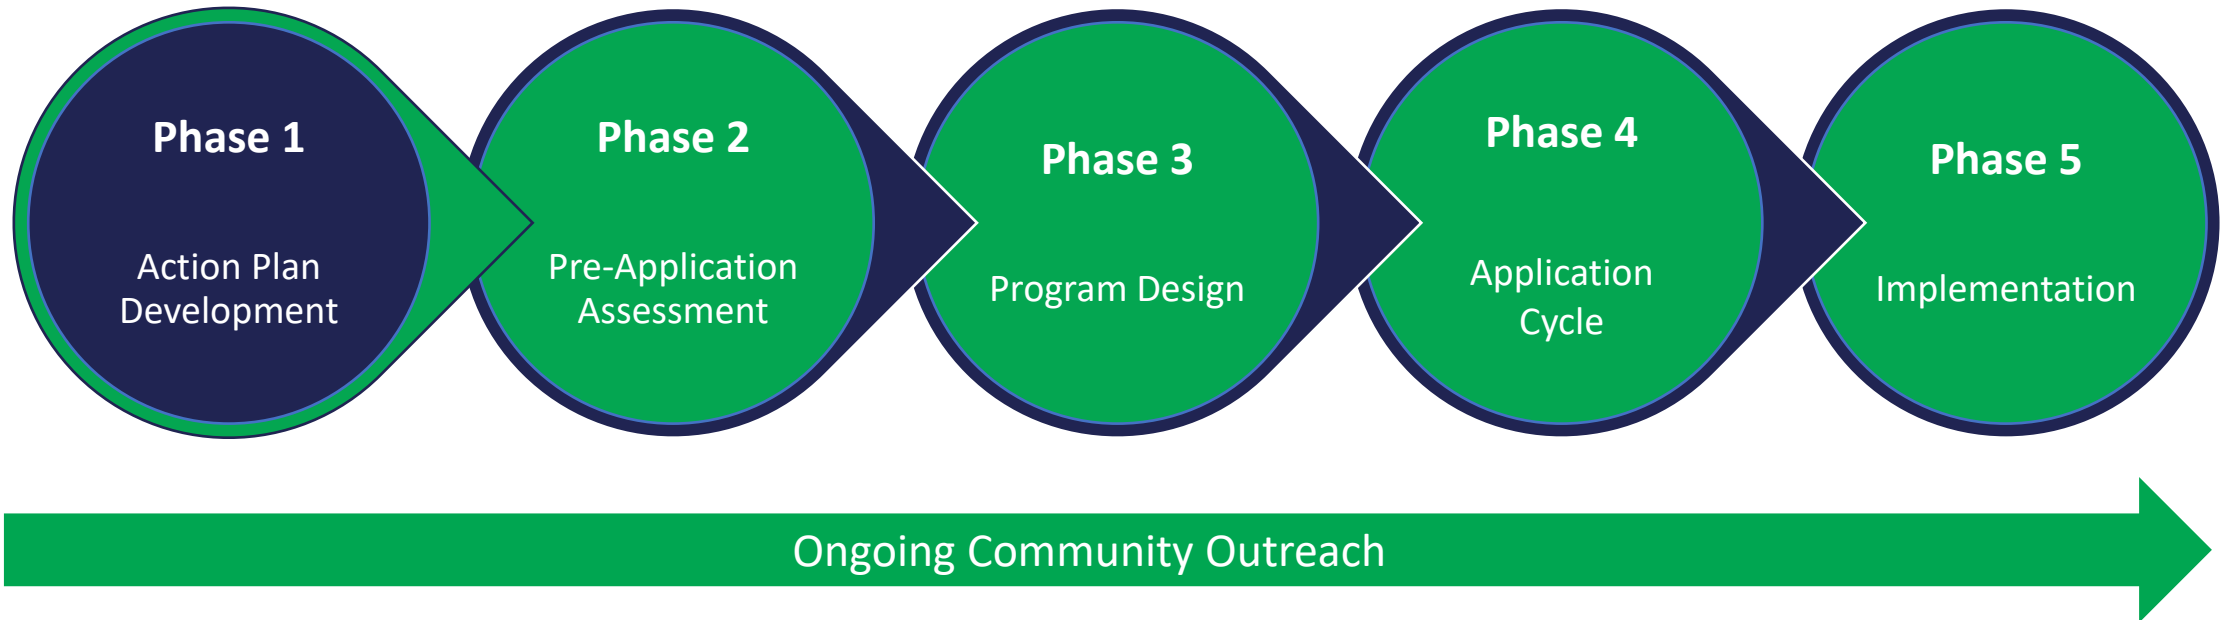 Phase 1
Action Plan
Development
Phase 2
Pre-Application
Assessment
Phase 3
Program Design
Phase 4
Application
Cycle
Phase 5
Implementation
Ongoing Community Outreach